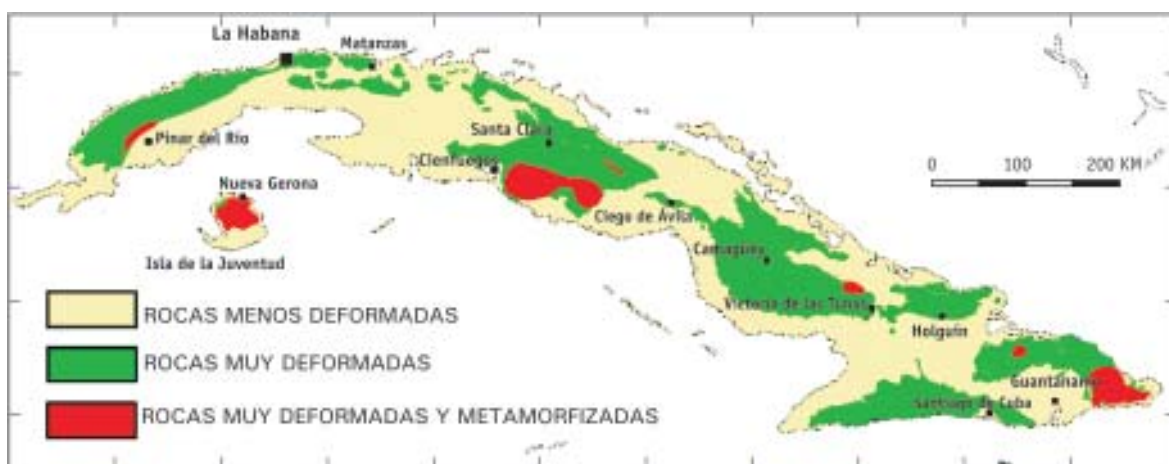 La Habana
Matanzas
Santa Clara
Pinar del Río
Cienfuegos
Nueva Gerona
0 100 200 KM
Ciego de Ávila
Camagüey
Isla de la Juventud
Victoria de las Tunas
Holguín
Guantánamo
Santiago de Cuba
ROCAS MENOS DEFORMADAS
ROCAS MUY DEFORMADAS
ROCAS MUY DEFORMADAS Y METAMORFIZADAS